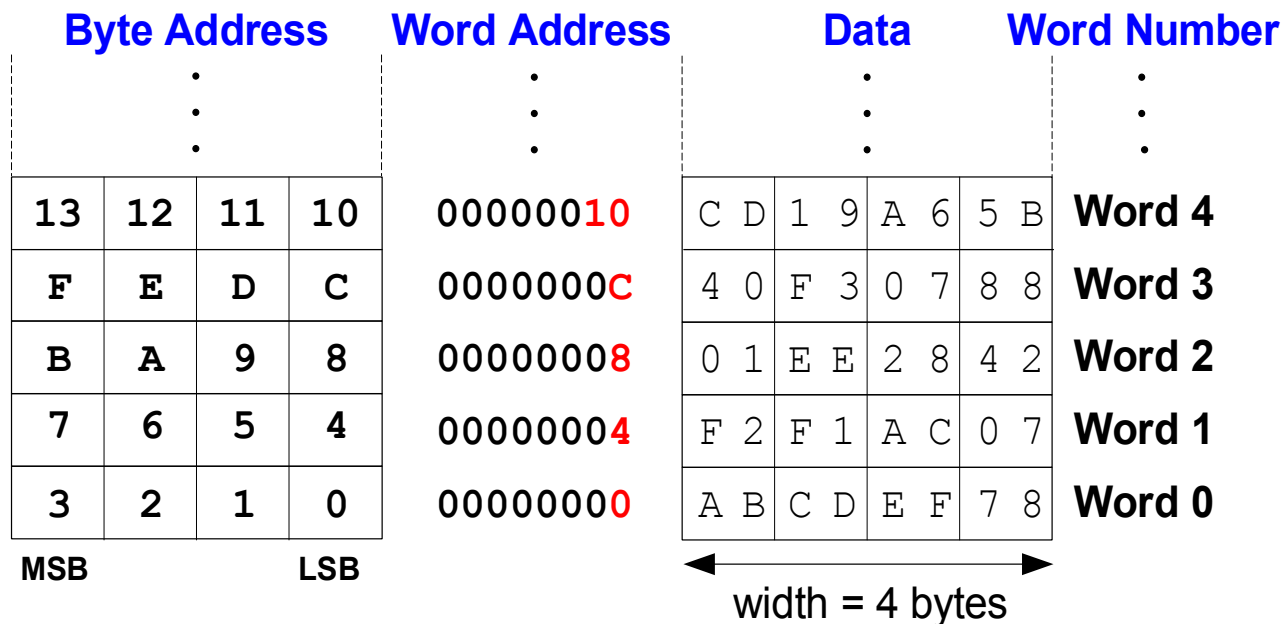 Byte Address Word Address Data Word Number
13 12 11 10 00000010 C D 1 9 A 6 5 B Word 4
F E D C 0000000C 4 0 F 3 0 7 8 8 Word 3
B A 9 8 00000008 0 1 E E 2 8 4 2 Word 2
7 6 5 4 00000004 F 2 F 1 A C 0 7 Word 1
3 2 1 0 00000000 A B C D E F 7 8 Word 0
MSB LSB
width = 4 bytes